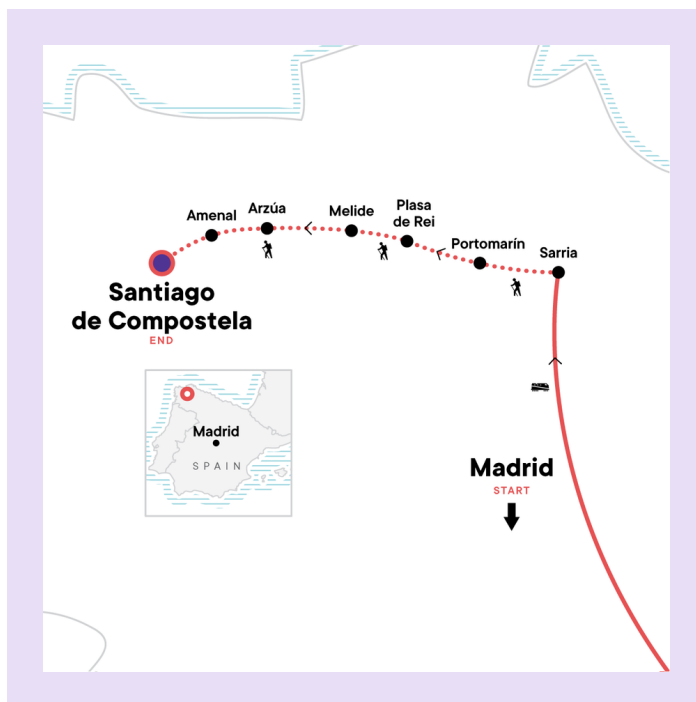 Amenal
Arzúa
Melide
Plasa
de Rei
Portomarín
Sarria
Santiago
de Compostela
END
Madrid
SPAIN
Madrid
START